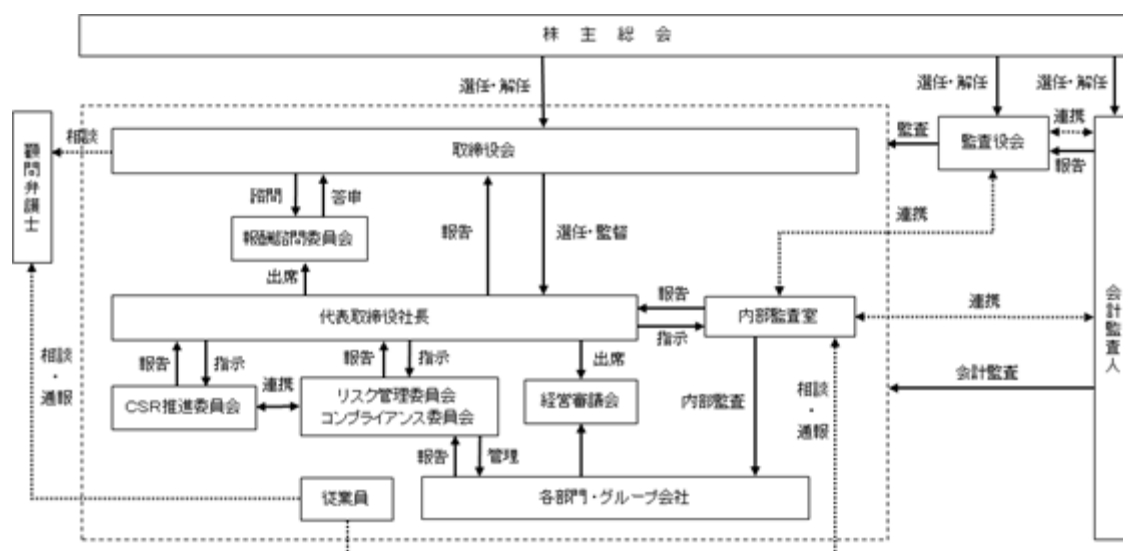 株主総会
選任・解任
選任・解任
選任・解任
顧問弁護士
相談
取締役会
監査
監査役会
連携
報告
諮問
答申
報告
選任・監督
連携
報酬諮問委員会
出席
代表取締役社長
報告
指示
内部監査室
連携
会計監査人
相談・通報
報告
指示
報告
指示
出席
連携
CSR推進委員会
リスク管理委員会
コンプライアンス委員会
経営審議会
内部監査
相談・通報
会計監査
報告
管理
従業員
各部門・グループ会社